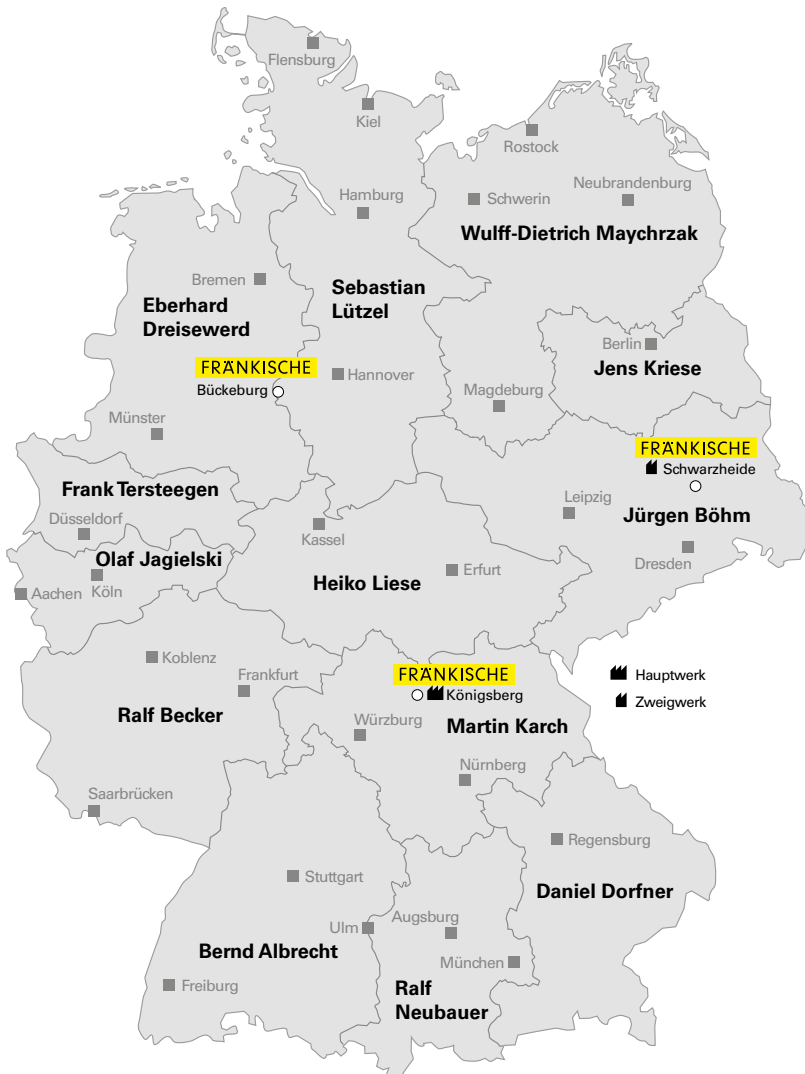 Flensburg
Kiel
Rostock
Hamburg
Schwerin
Neubrandenburg
Wulff-Dietrich Maychrzak
Bremen
Sebastian
Lützel
Eberhard
Dreisewerd
Berlin
Jens Kriese
FRÄNKISCHE
Bückeburg
Hannover
Magdeburg
Münster
FRÄNKISCHE
Schwarzheide
Frank Tersteegen
Leipzig
Jürgen Böhm
Düsseldorf
Kassel
Olaf Jagielski
Dresden
Heiko Liese
Erfurt
Aachen
Köln
Koblenz
Frankfurt
FRÄNKISCHE
Königsberg
Hauptwerk
Zweigwerk
Ralf Becker
Würzburg
Martin Karch
Nürnberg
Saarbrücken
Regensburg
Stuttgart
Daniel Dorfner
Ulm
Augsburg
Bernd Albrecht
München
Freiburg
Ralf
Neubauer